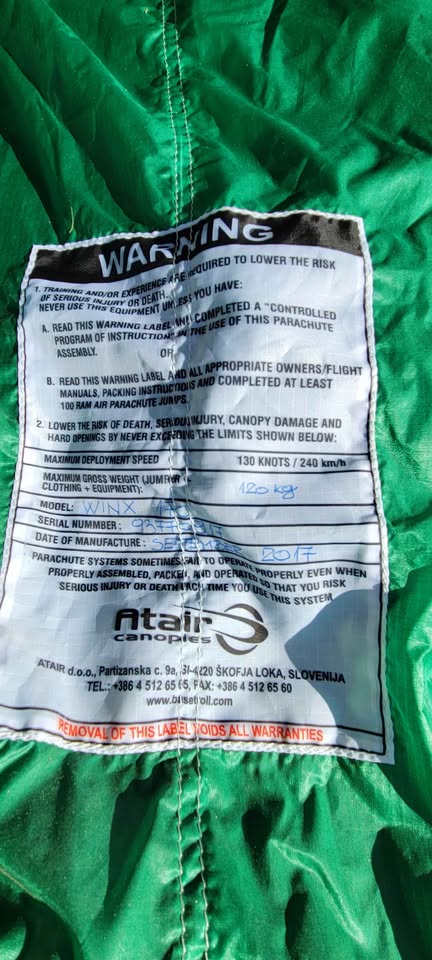 WARNING
1. TRAINING AND/OR EXPERIENCE ARE REQUIRED TO LOWER THE RISK
OF SERIOUS INJURY OR DEATH.
NEVER USE THIS EQUIPMENT UNLESS YOU HAVE:
A. READ THIS WARNING LABEL AND COMPLETED A "CONTROLLED
PROGRAM OF INSTRUCTION" IN THE USE OF THIS PARACHUTE
ASSEMBLY.
OR
B. READ THIS WARNING LABEL AND ALL APPROPRIATE OWNERS/FLIGHT
MANUALS, PACKING INSTRUCTIONS AND COMPLETED AT LEAST
100 RAM AIR PARACHUTE JUMPS.
2. LOWER THE RISK OF DEATH, SERIOUS INJURY, CANOPY DAMAGE AND
HARD OPENINGS BY NEVER EXCEEDING THE LIMITS SHOWN BELOW:
MAXIMUM DEPLOYMENT SPEED 130 KNOTS / 240 km/h
MAXIMUM GROSS WEIGHT (JUMPER +
CLOTHING + EQUIPMENT): 120 kg
MODEL: WINX
SERIAL NUMMBER:
DATE OF MANUFACTURE: SEPTEMBER 2017
PARACHUTE SYSTEMS SOMETIMES FAIL TO OPERATE PROPERLY EVEN WHEN
PROPERLY ASSEMBLED, PACKED, AND OPERATED SO THAT YOU RISK
SERIOUS INJURY OR DEATH EACH TIME YOU USE THIS SYSTEM
Atair
canopies
ATAIR d.o.o., Partizanska c. 9a, SI-4220 ŠKOFJA LOKA, SLOVENIJA
TEL.: +386 4 512 65 65, FAX: +386 4 512 65 60
REMOVAL OF THIS LABEL VOIDS ALL WARRANTIES